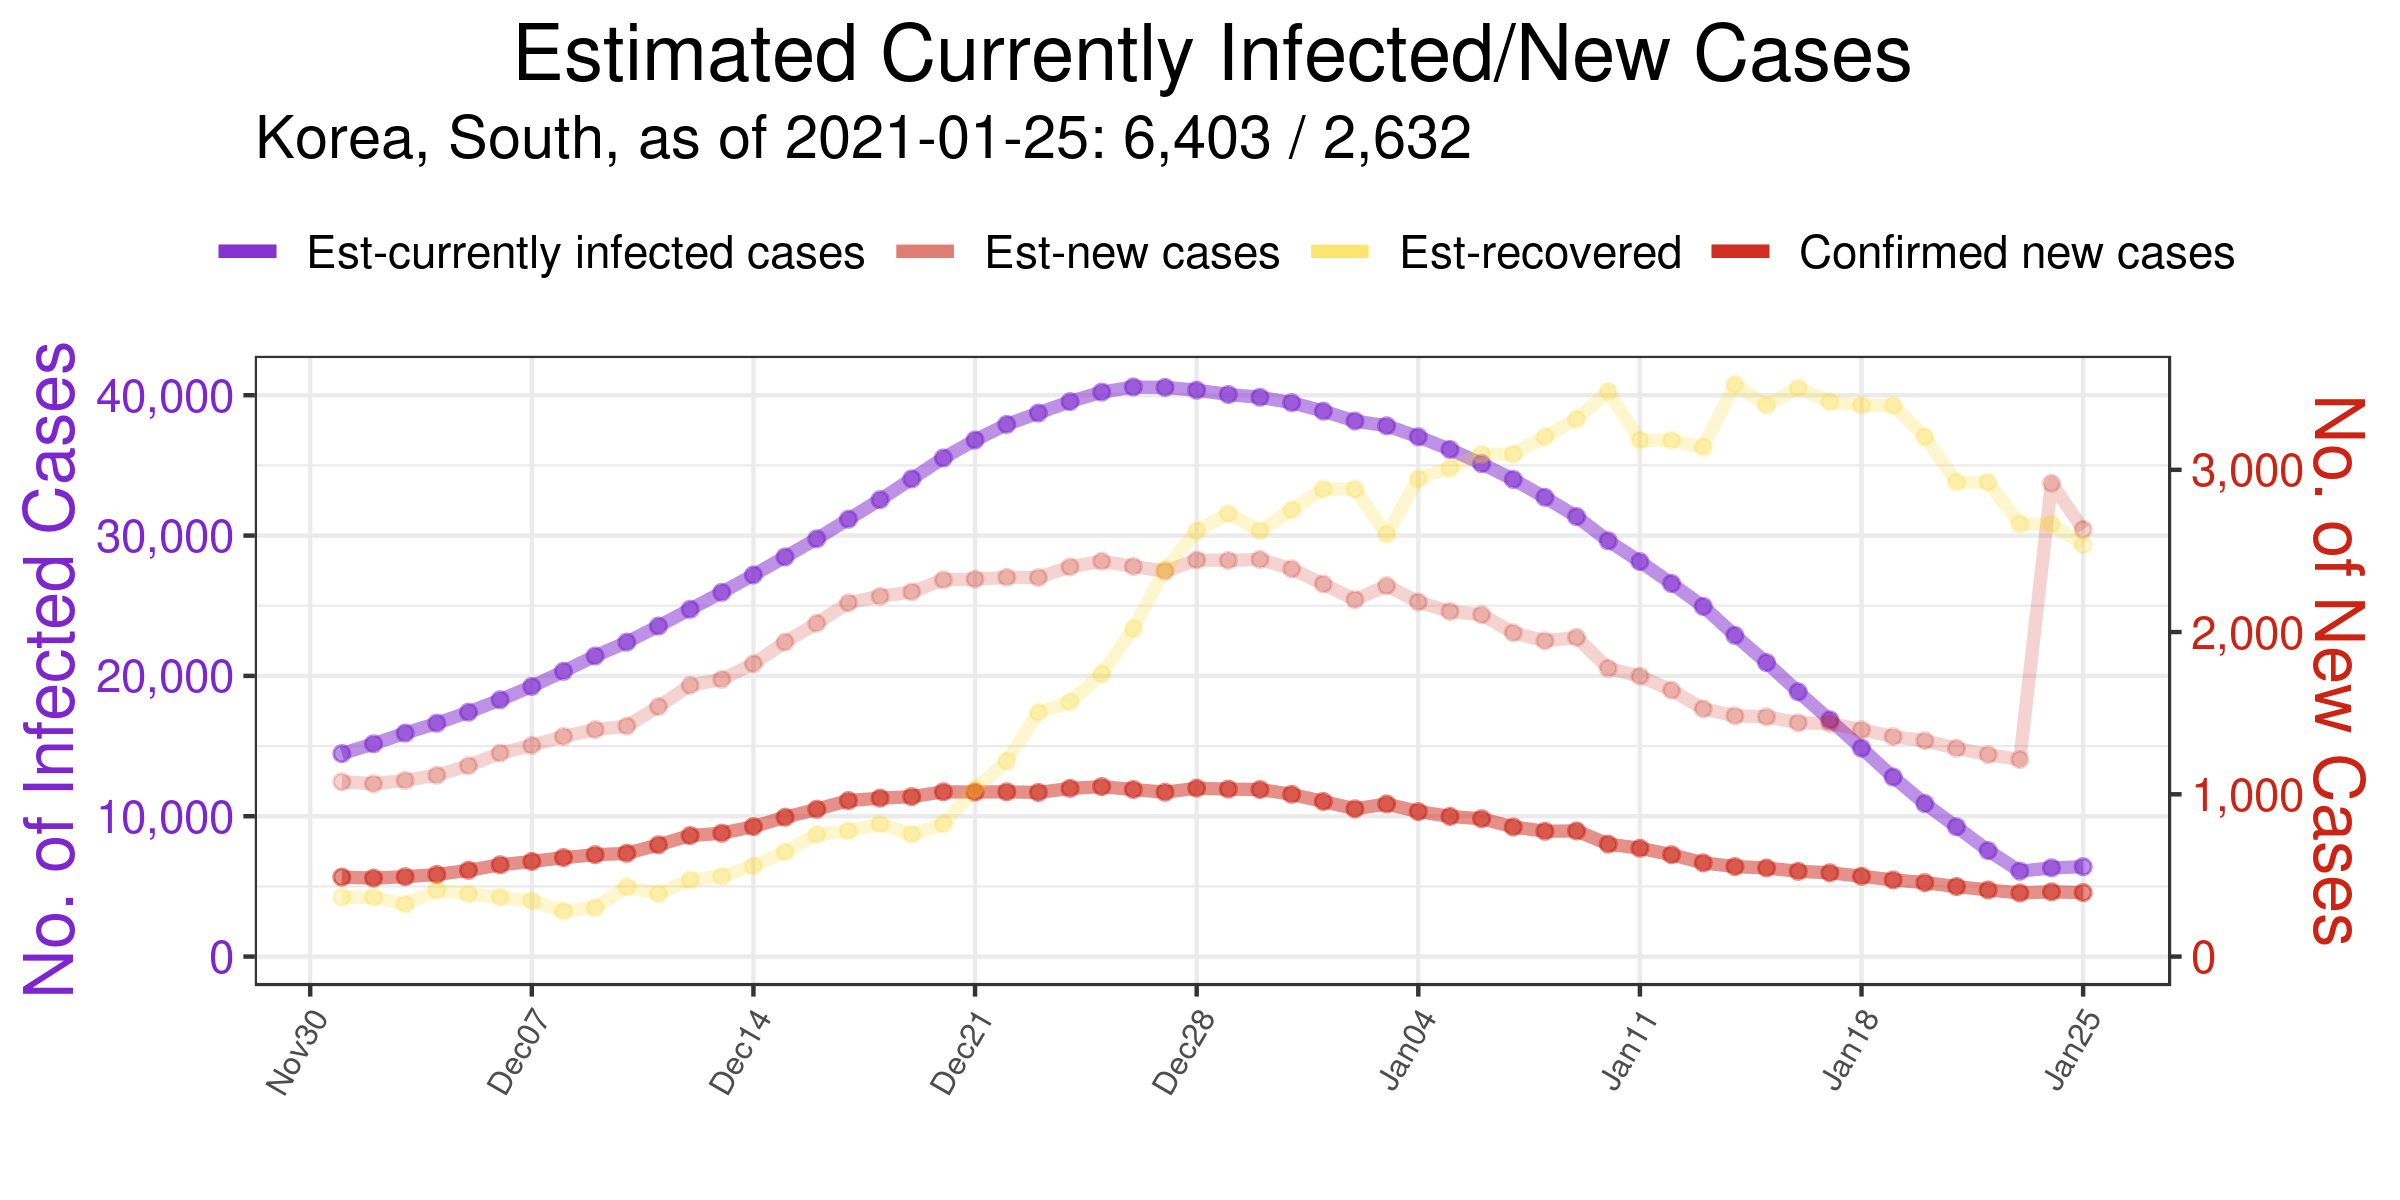 Estimated Currently Infected/New Cases
Korea, South, as of 2021-01-25: 6,403 / 2,632
Est-currently infected cases Est-new cases Est-recovered Confirmed new cases
No. of Infected Cases
40,000
30,000
20,000
10,000
0
3,000
2,000
1,000
0
No. of New Cases
Nov30 Dec07 Dec14 Dec21 Dec28 Jan04 Jan11 Jan18 Jan25